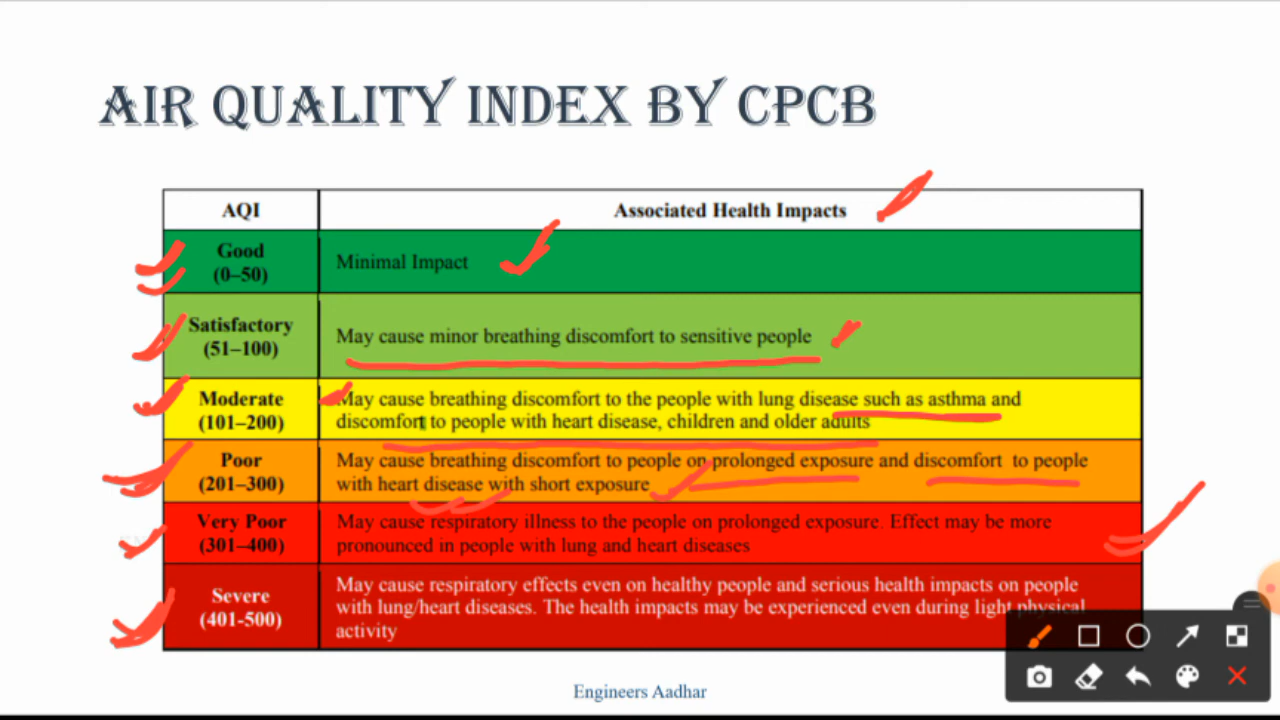 AIR QUALITY INDEX BY CPCB
AQI
Associated Health Impacts
Good
(0–50)
Minimal Impact
Satisfactory
(51–100)
May cause minor breathing discomfort to sensitive people
Moderate
(101–200)
May cause breathing discomfort to the people with lung disease such as asthma and
discomfort to people with heart disease, children and older adults
Poor
(201–300)
May cause breathing discomfort to people on prolonged exposure and discomfort to people
with heart disease with short exposure
Very Poor
(301–400)
May cause respiratory illness to the people on prolonged exposure. Effect may be more
pronounced in people with lung and heart diseases
Severe
(401-500)
May cause respiratory effects even on healthy people and serious health impacts on people
with lung/heart diseases. The health impacts may be experienced even during light physical
activity
Engineers Aadhar